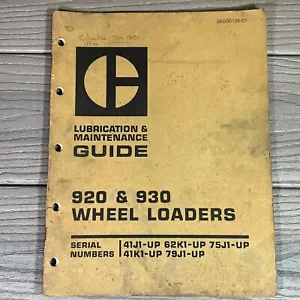 LUBRICATION &
MAINTENANCE
GUIDE
920 & 930
WHEEL LOADERS
SERIAL NUMBERS
41J1-UP 62K1-UP 75J1-UP
41K1-UP 79J1-UP